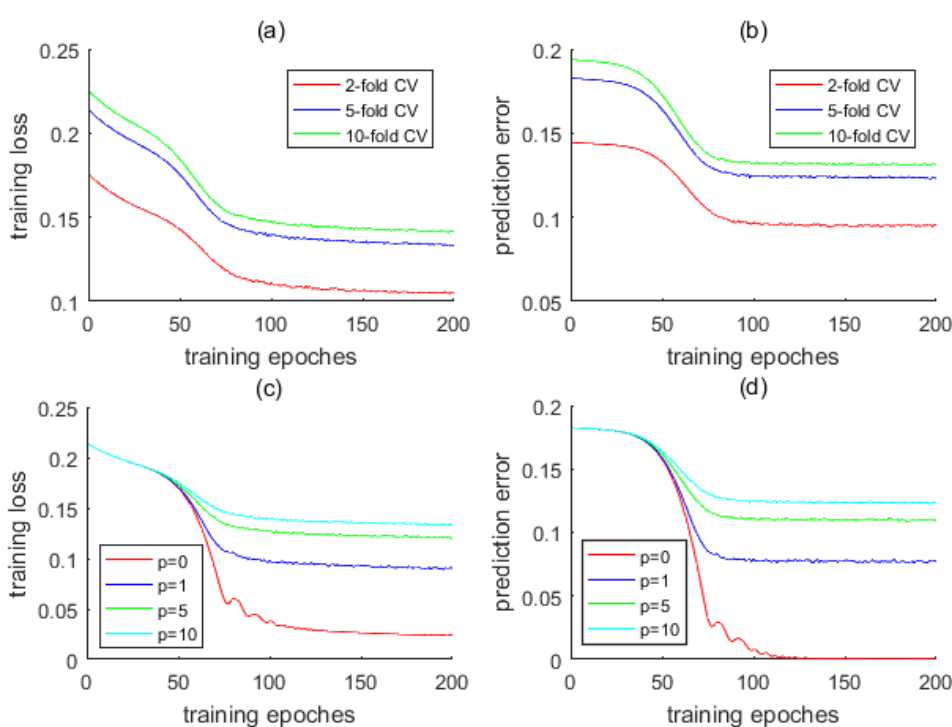 (a)
training loss
0.25
0.2
0.15
0.1
0
50
100
150
200
training epoches
2-fold CV
5-fold CV
10-fold CV
(b)
prediction error
0.2
0.15
0.1
0.05
0
50
100
150
200
training epoches
2-fold CV
5-fold CV
10-fold CV
(c)
training loss
0.25
0.2
0.15
0.1
0.05
0
0
50
100
150
200
training epoches
p=0
p=1
p=5
p=10
(d)
prediction error
0.2
0.15
0.1
0.05
0
0
50
100
150
200
training epoches
p=0
p=1
p=5
p=10